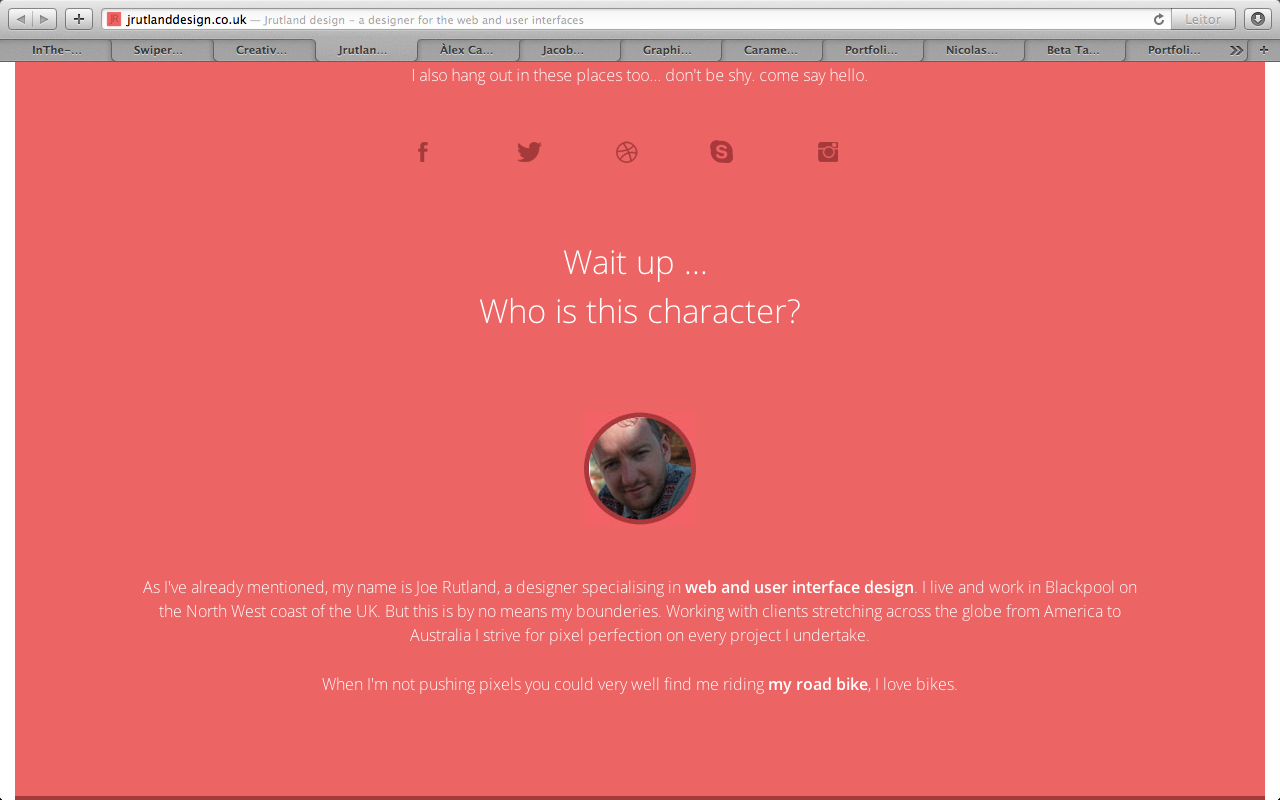 jrutlanddesign.co.uk — Jrutland design – a designer for the web and user interfaces
Leitor
InThe-... Swiper... Creativ... Jrutlan... Àlex Ca... Jacob... Graphi... Carame... Portfoli... Nicolas... Beta Ta... Portfoli...
I also hang out in these places too... don't be shy. come say hello.
Wait up ...
Who is this character?
As I've already mentioned, my name is Joe Rutland, a designer specialising in web and user interface design. I live and work in Blackpool on
the North West coast of the UK. But this is by no means my bounderies. Working with clients stretching across the globe from America to
Australia I strive for pixel perfection on every project I undertake.
When I'm not pushing pixels you could very well find me riding my road bike, I love bikes.